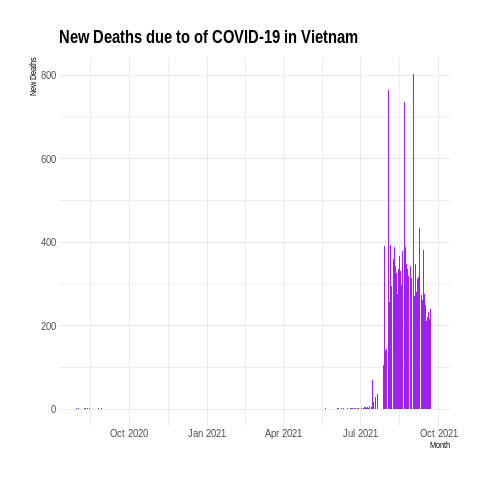 New Deaths due to of COVID-19 in Vietnam
New Deaths
800
600
400
200
0
Oct 2020
Jan 2021
Apr 2021
Jul 2021
Oct 2021
Month